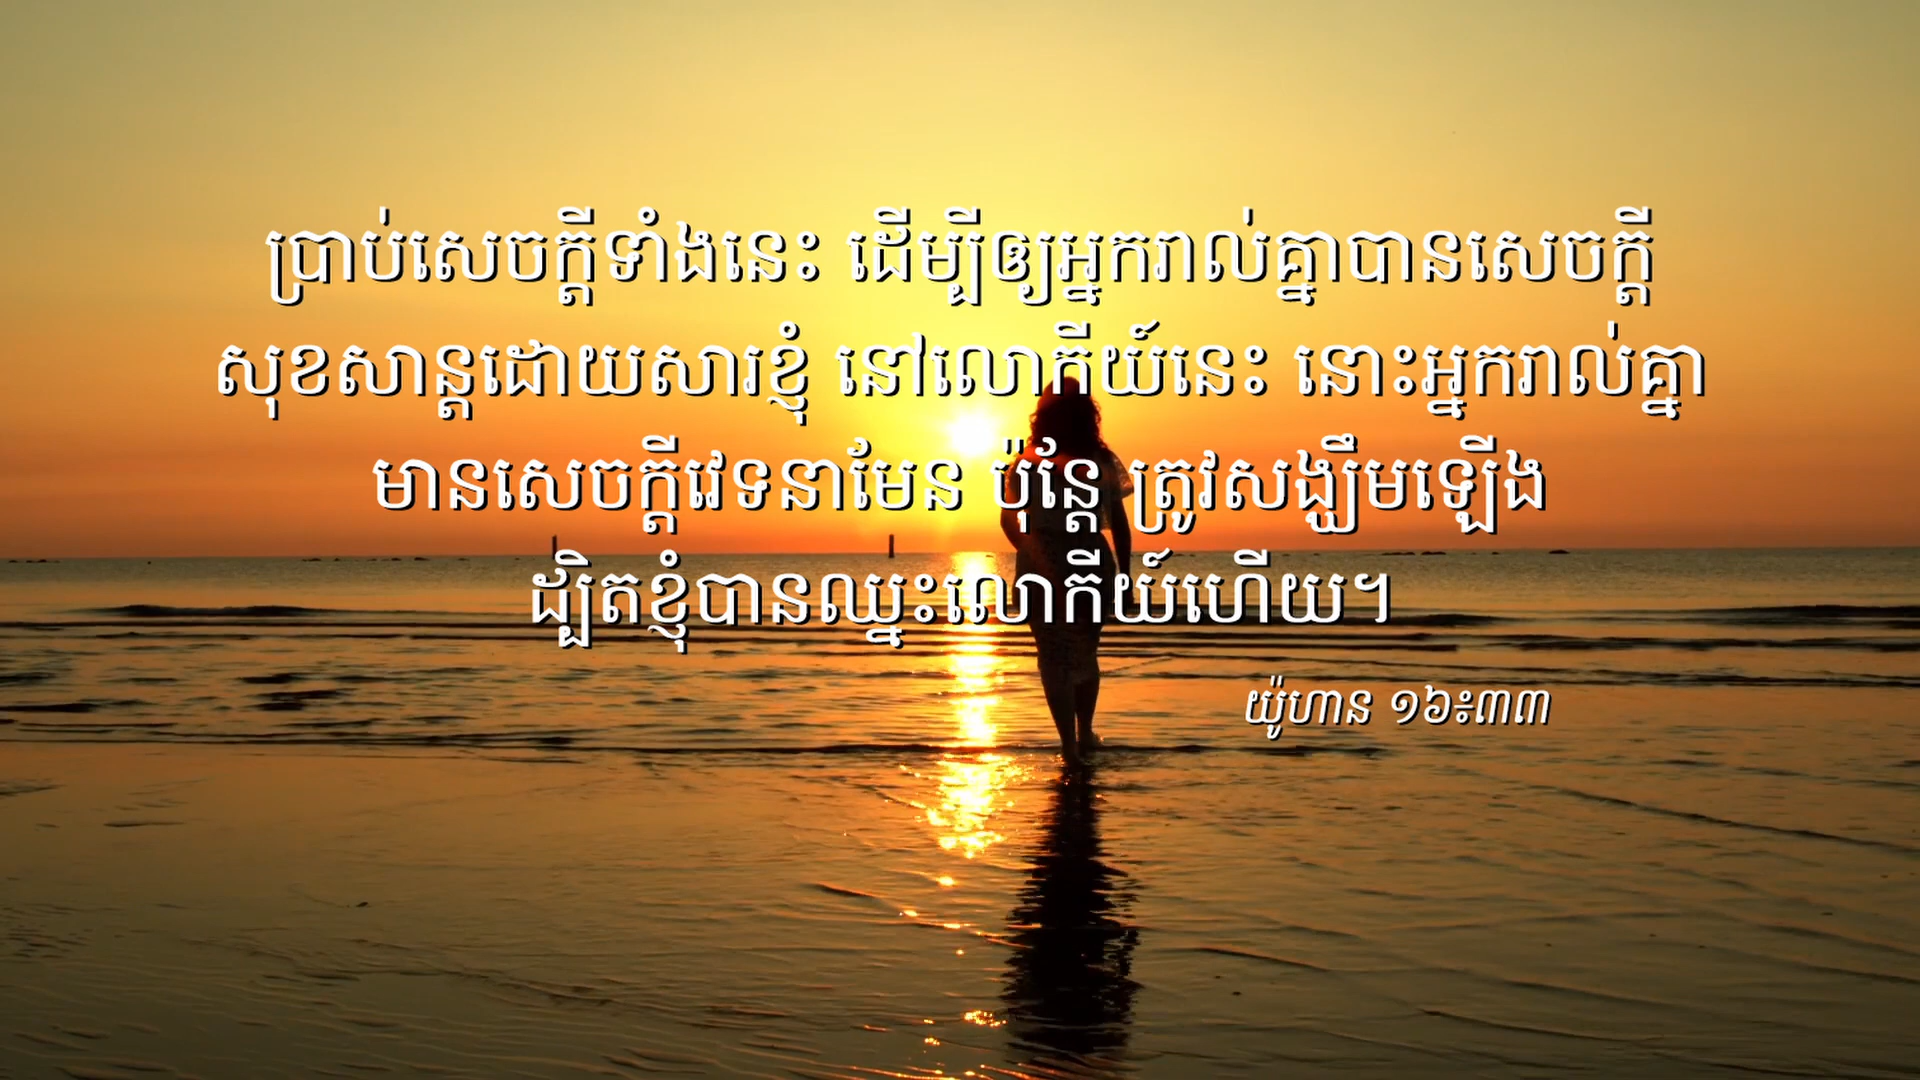 ប្រាប់សេចក្ដីទាំងនេះ ដើម្បីឲ្យអ្នករាល់គ្នាបានសេចក្ដី
សុខសាន្តដោយសារខ្ញុំ នៅលោកីយ៍នេះ នោះអ្នករាល់គ្នា
មានសេចក្ដីវេទនាមែន ប៉ុន្តែ ត្រូវសង្ឃឹមឡើង
ដ្បិតខ្ញុំបានឈ្នះលោកីយ៍ហើយ។
យ៉ូហាន ១៦៖៣៣